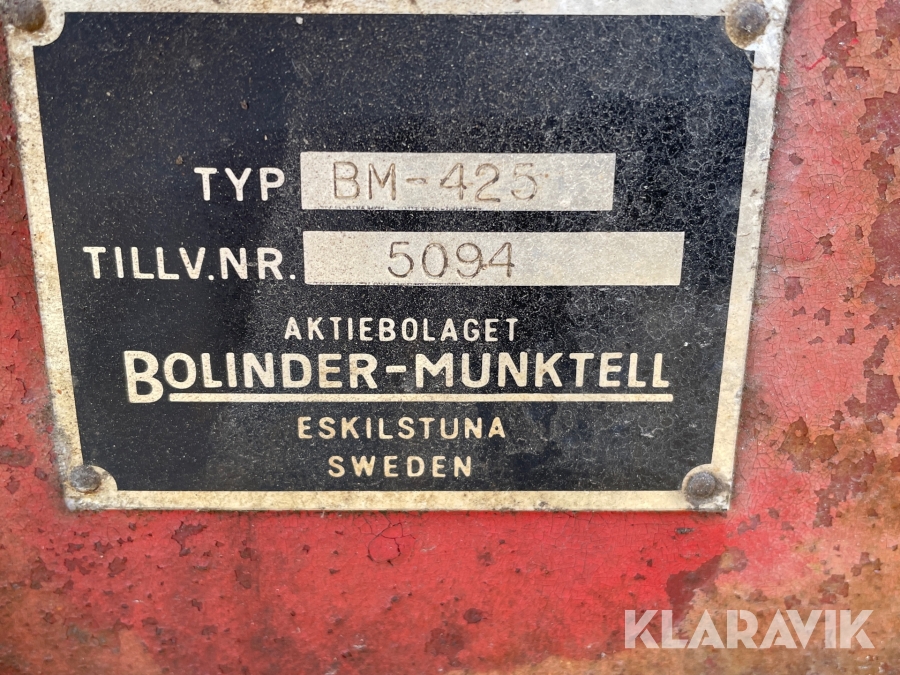 TYP BM-425
TILLV.NR. 5094
AKTIEBOLAGET
BOLINDER-MUNKTELL
ESKILSTUNA
SWEDEN
KLARAVIK